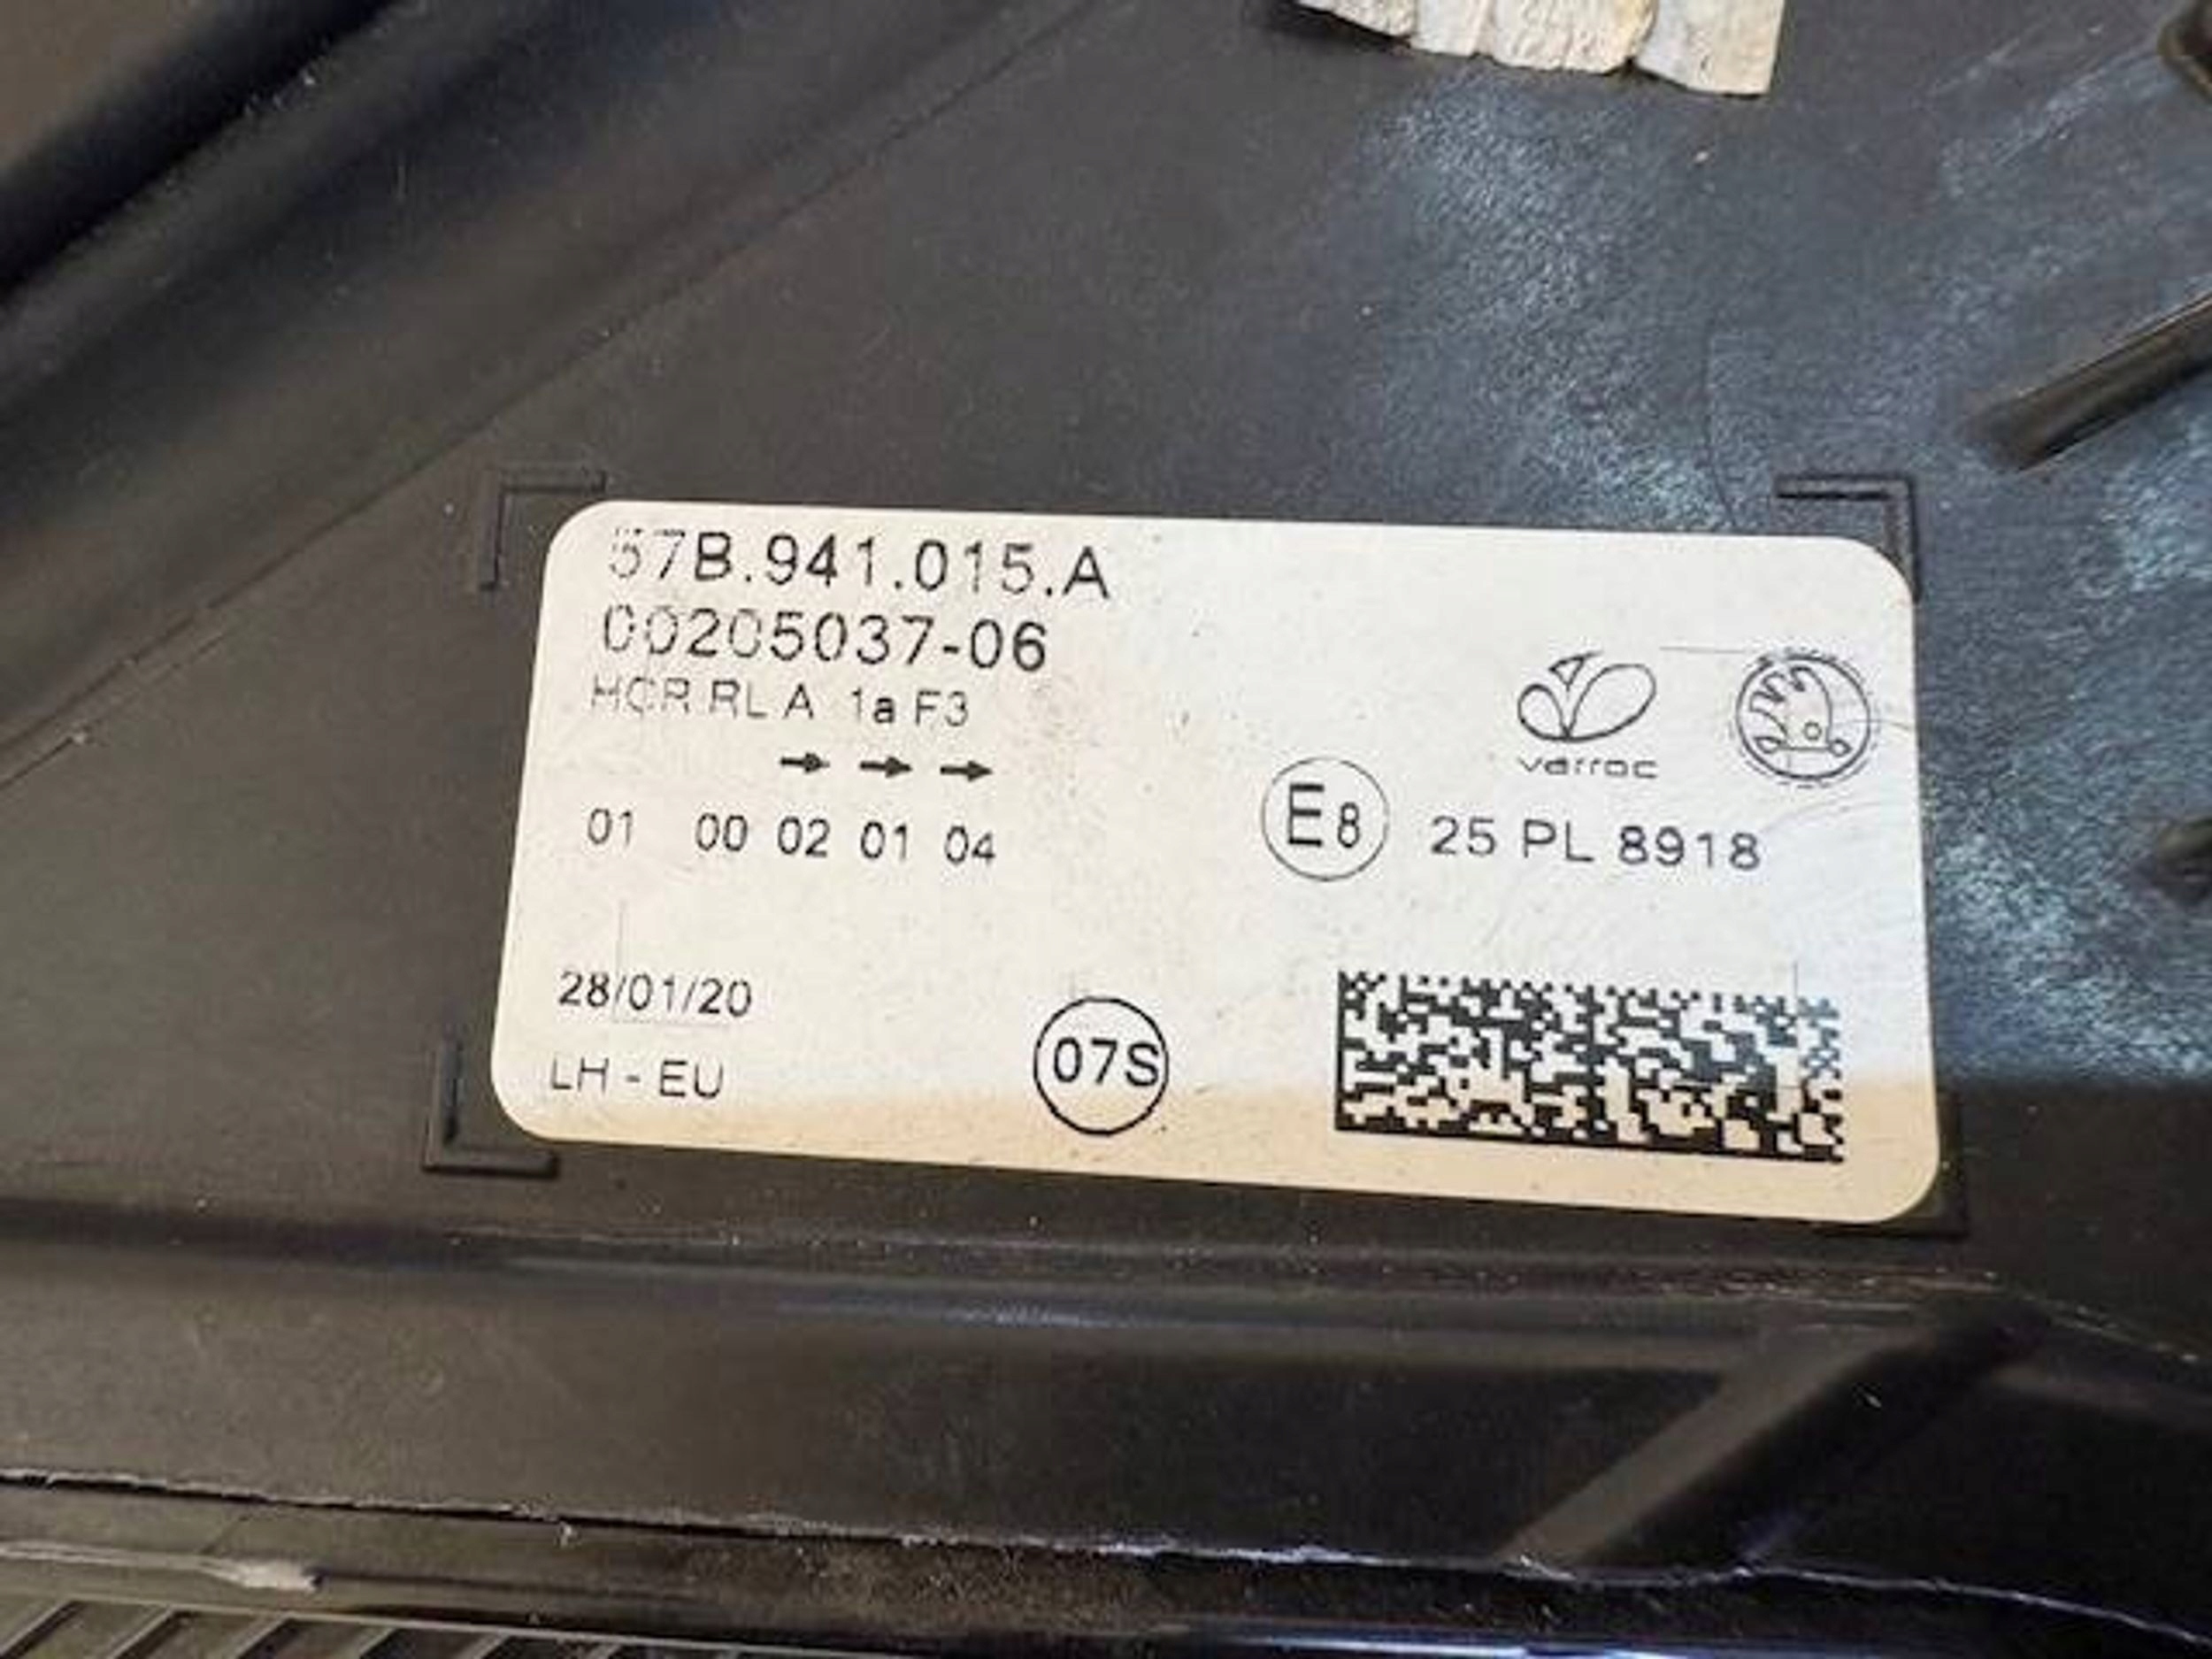 57B.941.015.A
00205037-06
HCR RL A 1a F3
→ → →
01 00 02 01 04
varroc
E8 25 PL 8918
28/01/20
LH - EU
07S